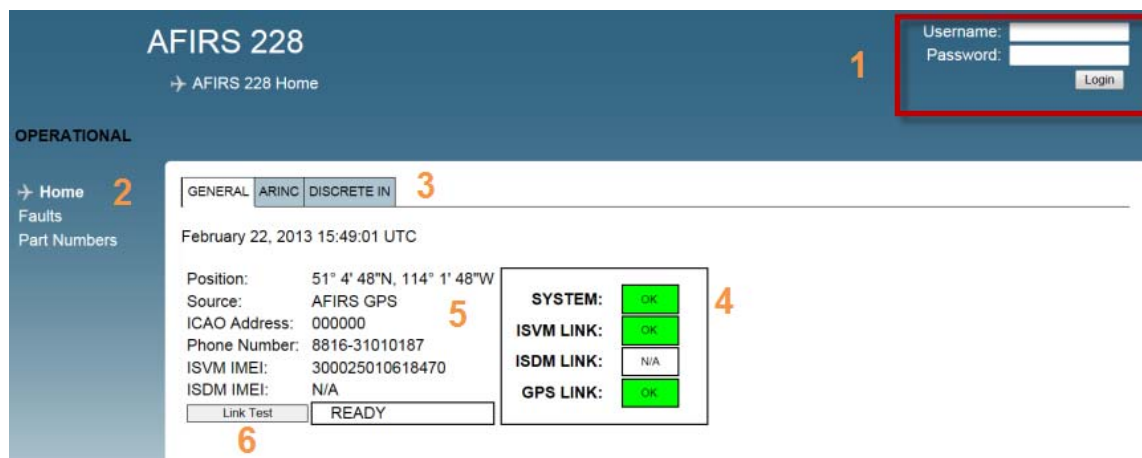 AFIRS 228
AFIRS 228 Home
Username:
Password:
Login
1
OPERATIONAL
Home
Faults
Part Numbers
2
GENERAL ARINC DISCRETE IN
3
February 22, 2013 15:49:01 UTC
Position: 51° 4' 48"N, 114° 1' 48"W
Source: AFIRS GPS
ICAO Address: 000000
Phone Number: 8816-31010187
ISVM IMEI: 300025010618470
ISDM IMEI: N/A
5
Link Test READY
6
SYSTEM: OK
ISVM LINK: OK
ISDM LINK: N/A
GPS LINK: OK
4